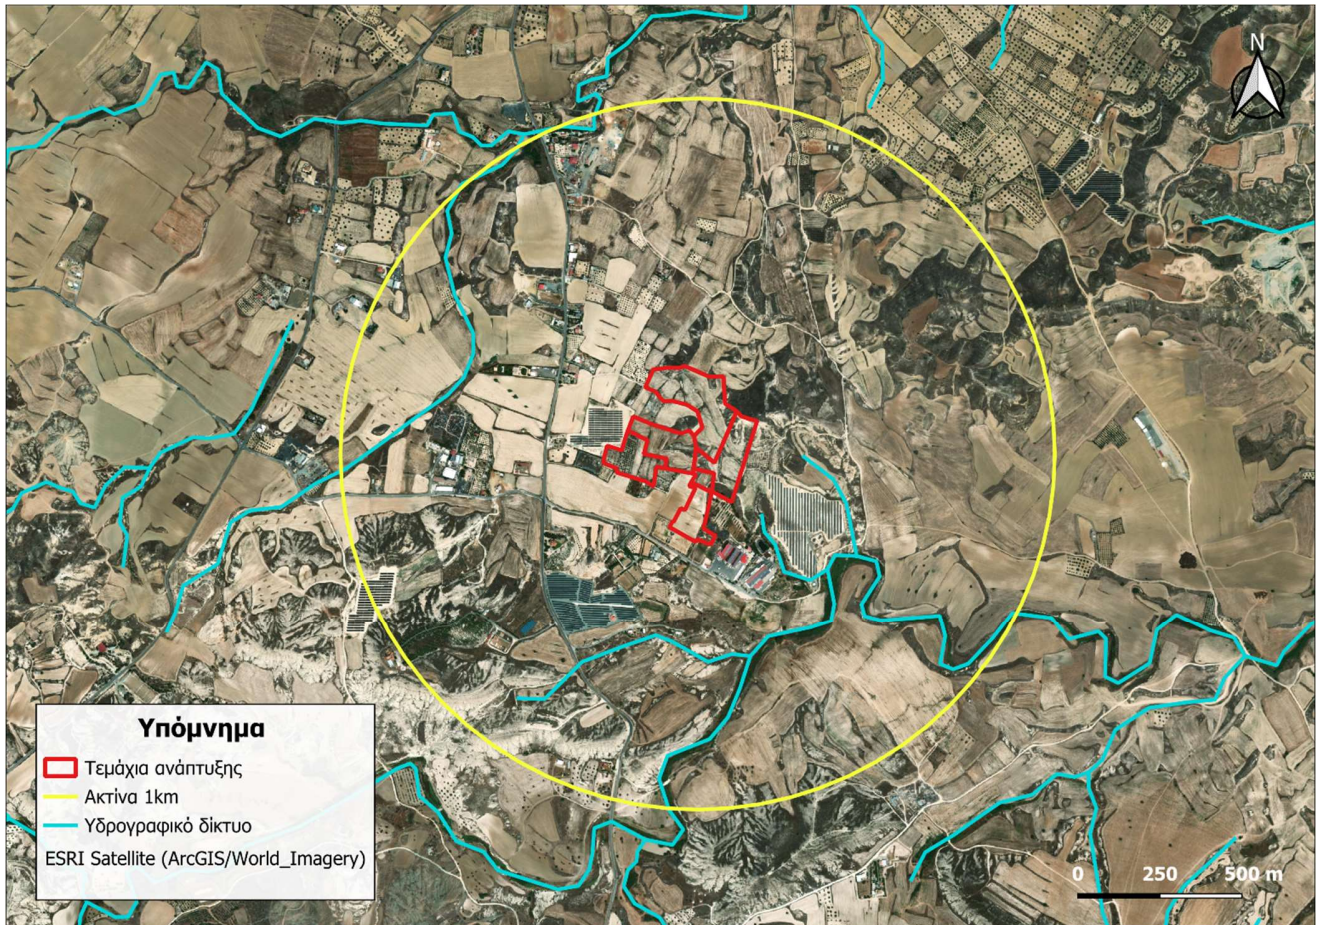 N
Υπόμνημα
Τεμάχια ανάπτυξης
Ακτίνα 1km
Υδρογραφικό δίκτυο
ESRI Satellite (ArcGIS/World_Imagery)
0 250 500 m